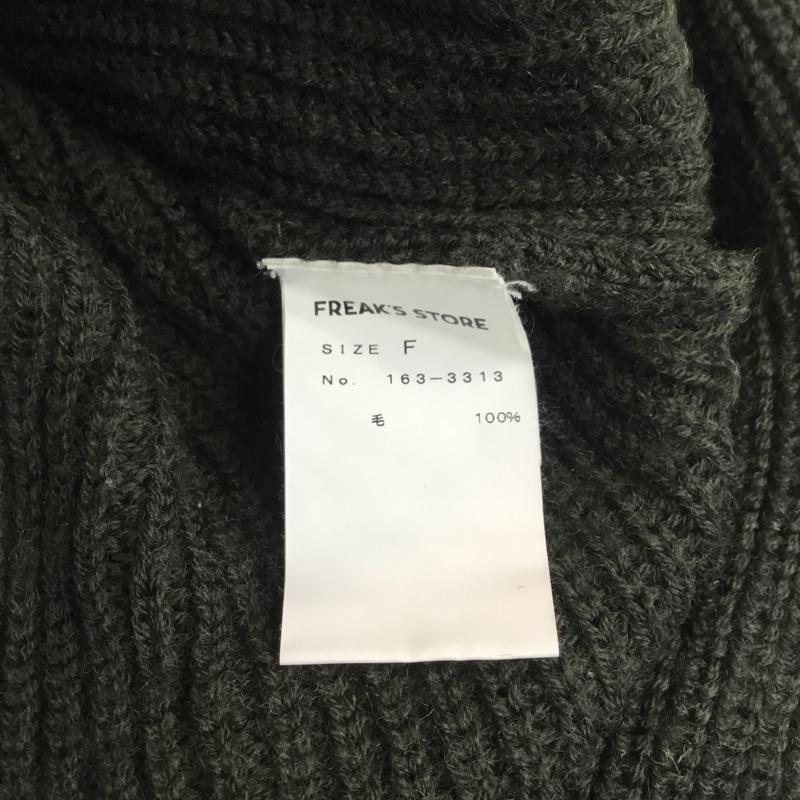 FREAK'S STORE
SIZE F
No. 163-3313
毛 100%